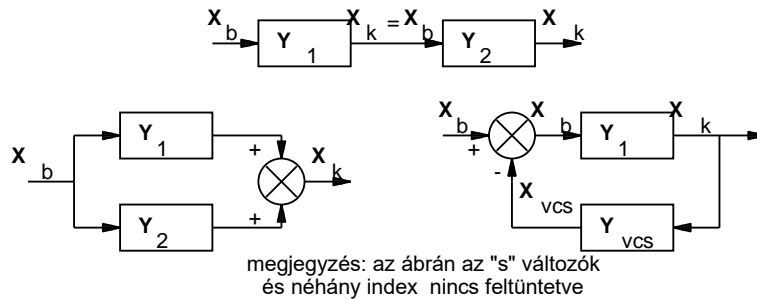 X b Y 1 X k = X b Y 2 X k
X b Y 1 + X k
Y 2 +
X b + - X b Y 1 X k
X vcs Y vcs
megjegyzés: az ábrán az "s" változók
és néhány index nincs feltüntetve